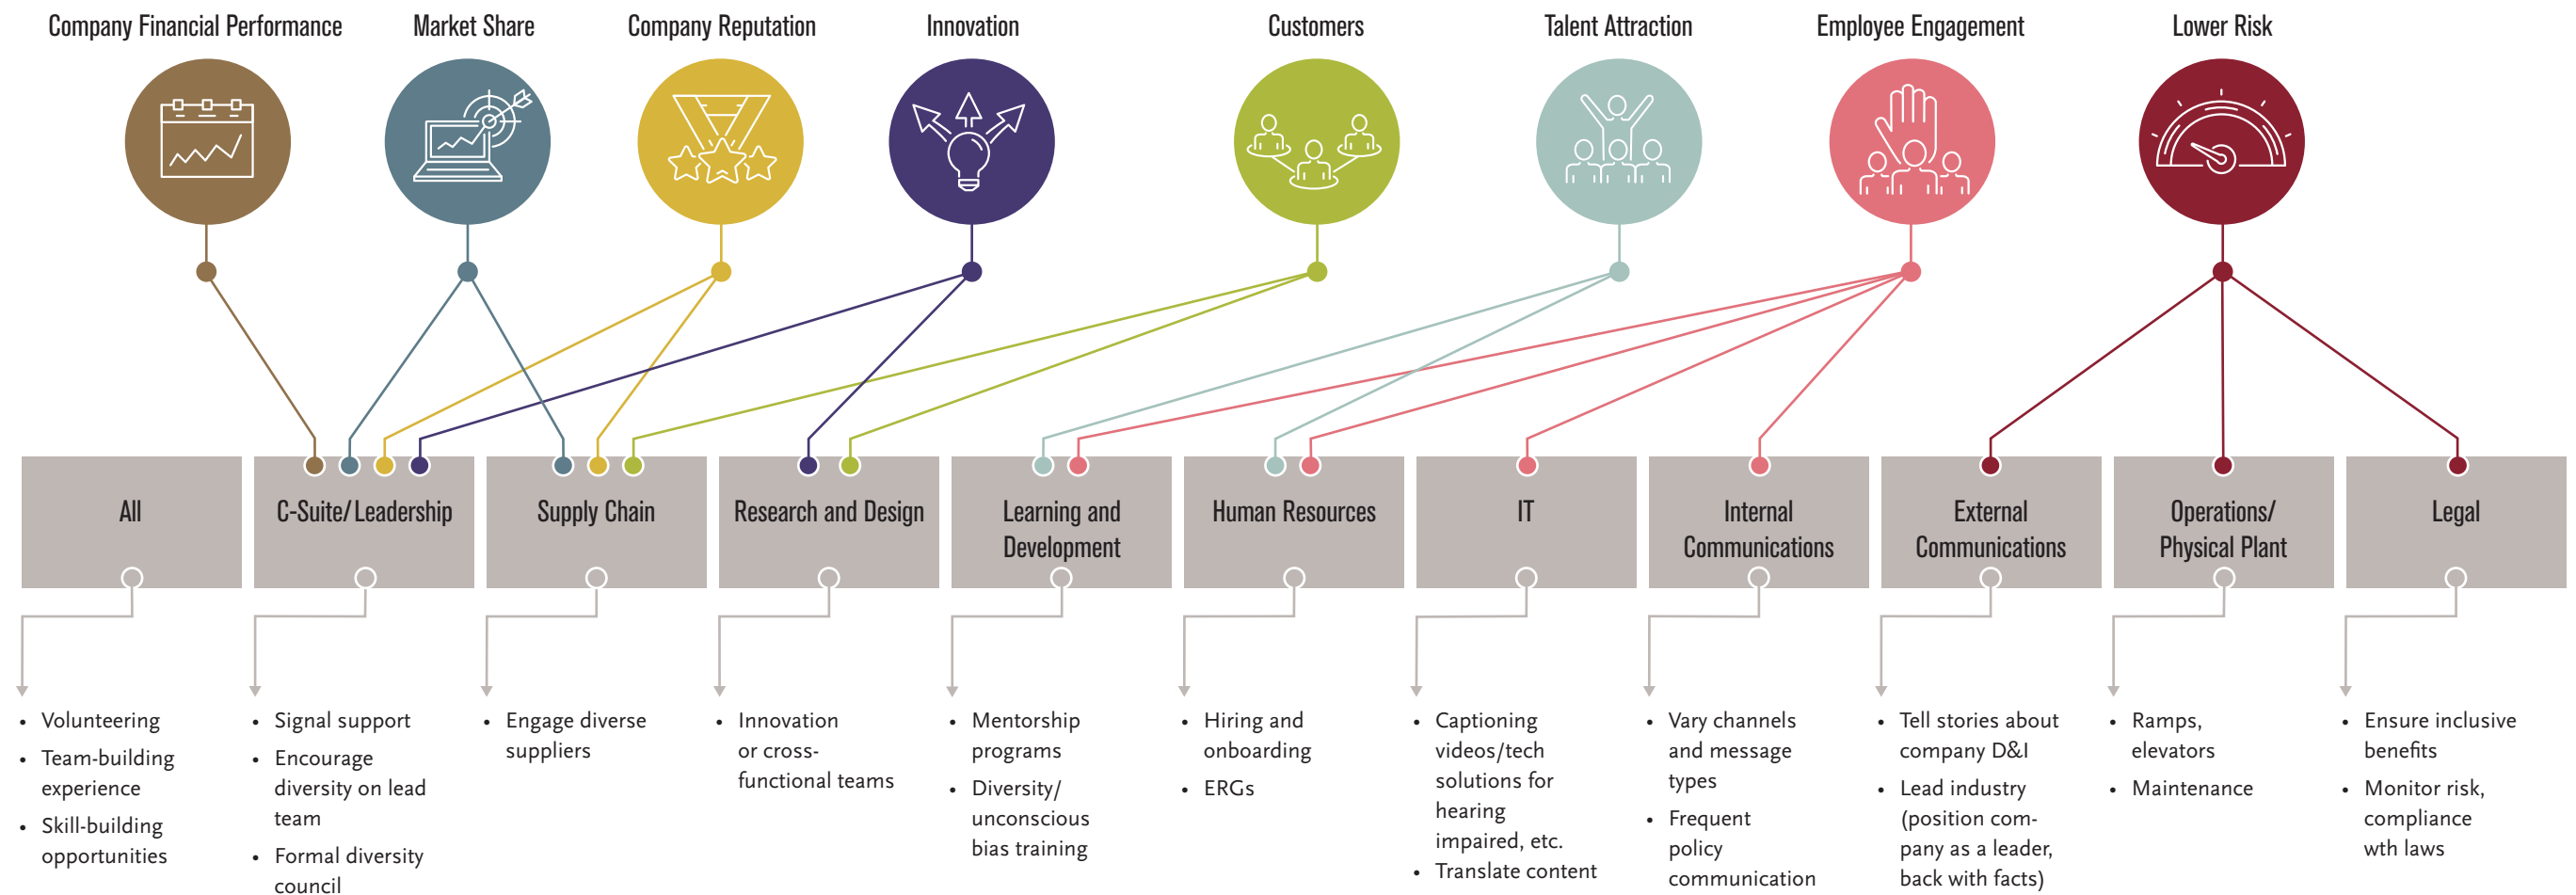 Company Financial Performance
Market Share
Company Reputation
Innovation
Customers
Talent Attraction
Employee Engagement
Lower Risk
All
C-Suite/Leadership
Supply Chain
Research and Design
Learning and
Development
Human Resources
IT
Internal
Communications
External
Communications
Operations/
Physical Plant
Legal
• Volunteering
• Team-building
experience
• Skill-building
opportunities
• Signal support
• Encourage
diversity on lead
team
• Formal diversity
council
• Engage diverse
suppliers
• Innovation
or cross-
functional teams
• Mentorship
programs
• Diversity/
unconscious
bias training
• Hiring and
onboarding
• ERGs
• Captioning
videos/tech
solutions for
hearing
impaired, etc.
• Translate content
• Vary channels
and message
types
• Frequent
policy
communication
• Tell stories about
company D&I
• Lead industry
(position com-
pany as a leader,
back with facts)
• Ramps,
elevators
• Maintenance
• Ensure inclusive
benefits
• Monitor risk,
compliance
wth laws